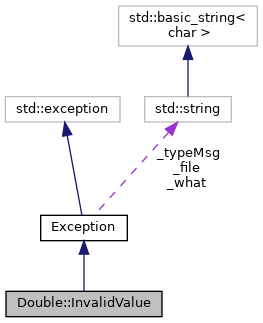 std::basic_string<
char >
std::exception
std::string
_typeMsg
_file
_what
Exception
Double::InvalidValue